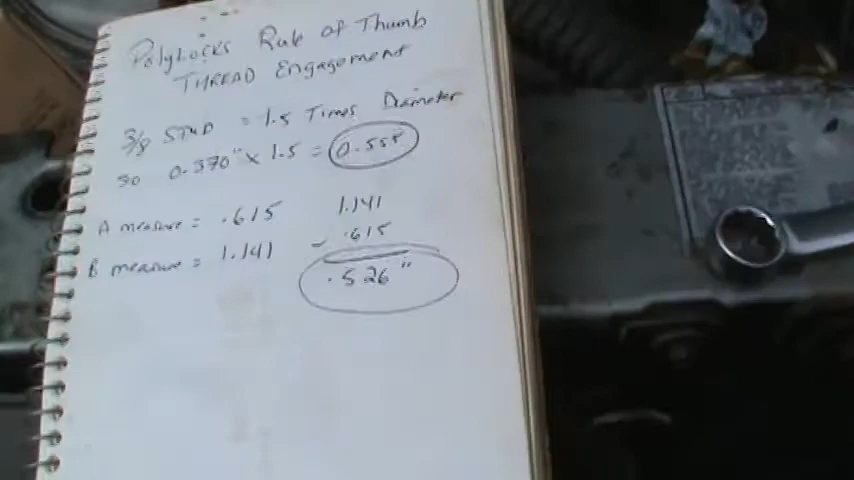 PolyLocks Rule of Thumb
THREAD Engagement
3/8 STUD = 1.5 Times Diameter
so 0.370" x 1.5 = 0.555
A measure = .615
B measure = 1.141
1.141
- .615
.526"